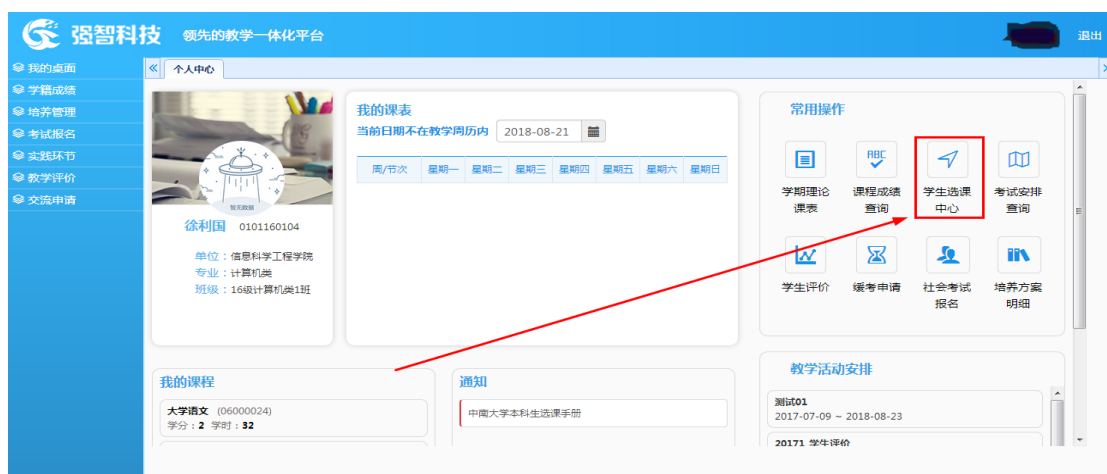 强智科技 领先的教学一体化平台 退出
我的桌面
学籍成绩
培养管理
考试报名
实践环节
教学评价
交流申请
个人中心
暂无数据
徐利国 0101160104
单位：信息科学工程学院
专业：计算机类
班级：16级计算机类1班
我的课表
当前日期不在教学周历内 2018-08-21
周/节次 星期一 星期二 星期三 星期四 星期五 星期六 星期日
常用操作
ABC
学期理论课表
课程成绩查询
学生选课中心
考试安排查询
学生评价
缓考申请
社会考试报名
培养方案明细
我的课程
大学语文 (06000024)
学分：2 学时：32
通知
中南大学本科生选课手册
教学活动安排
测试01
2017-07-09 ~ 2018-08-23
20171 学生评价